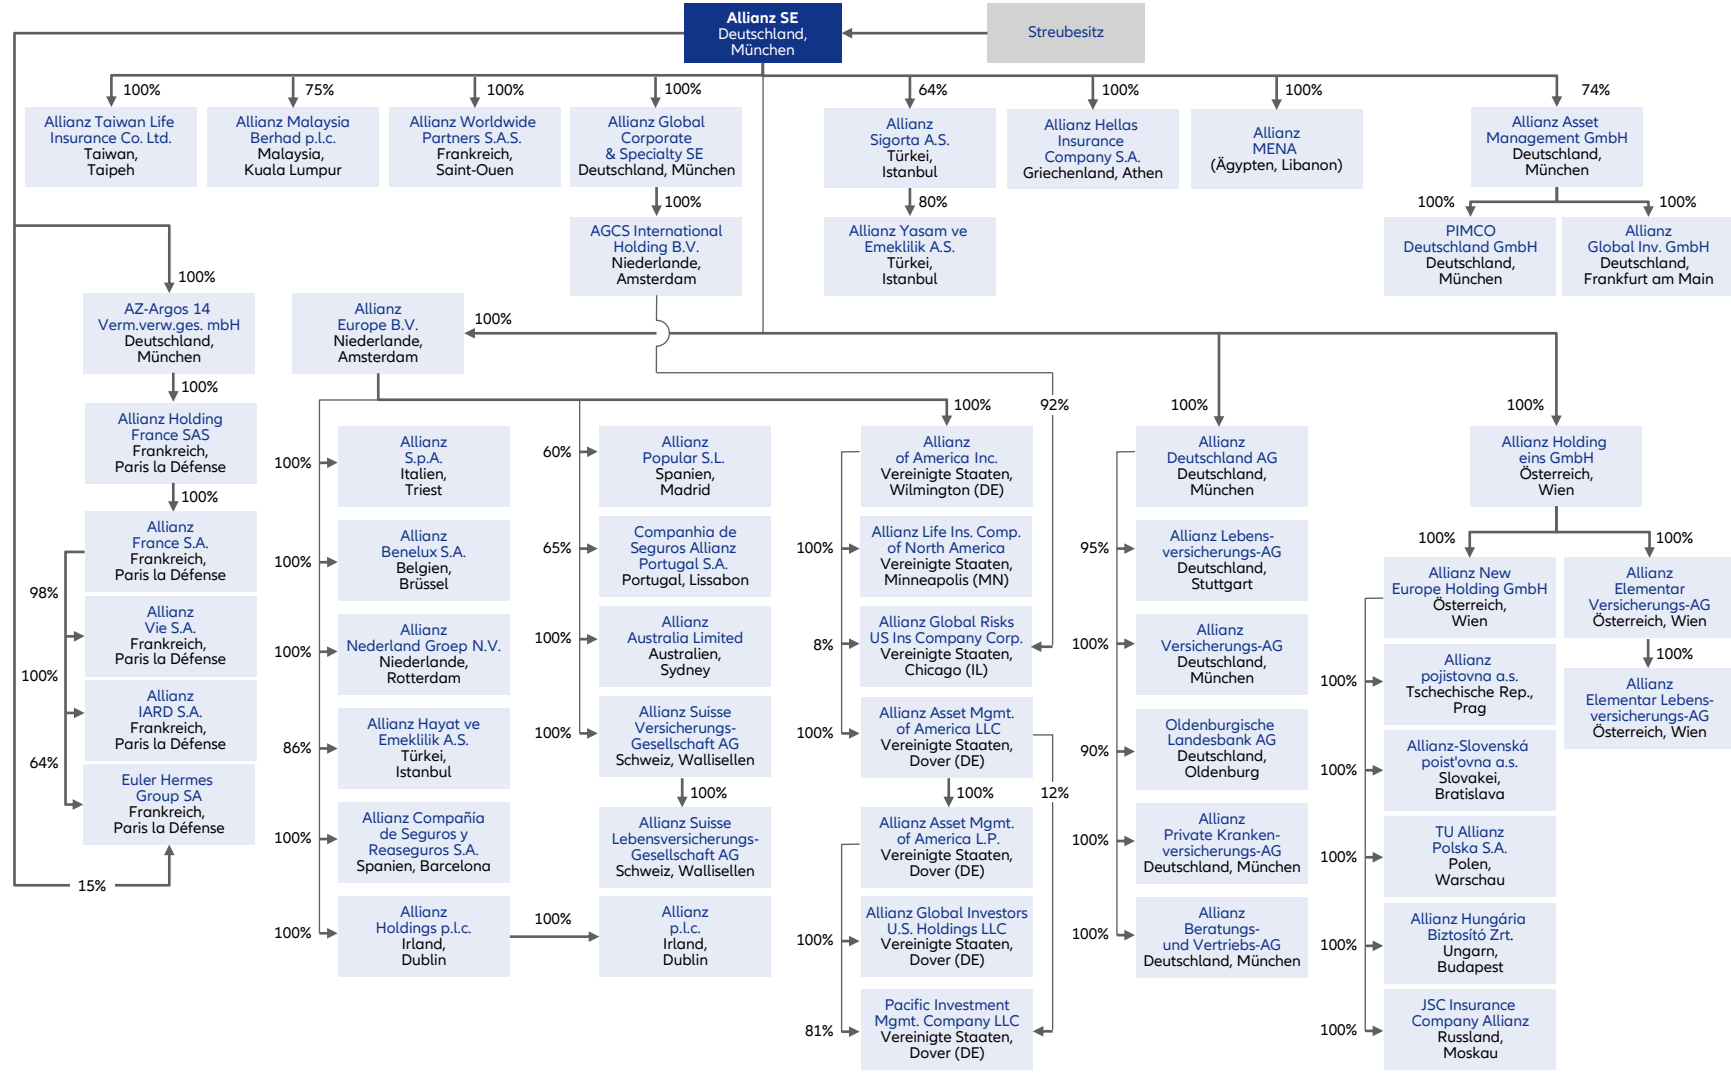 Allianz SE
Deutschland,
München
Streubesitz
100%
75%
100%
100%
64%
100%
100%
74%
Allianz Taiwan Life
Insurance Co. Ltd.
Taiwan,
Taipeh
Allianz Malaysia
Berhad p.l.c.
Malaysia,
Kuala Lumpur
Allianz Worldwide
Partners S.A.S.
Frankreich,
Saint-Ouen
Allianz Global
Corporate
& Specialty SE
Deutschland, München
Allianz
Sigorta A.S.
Türkei,
Istanbul
Allianz Hellas
Insurance
Company S.A.
Griechenland, Athen
Allianz
MENA
(Ägypten, Libanon)
Allianz Asset
Management GmbH
Deutschland,
München
100%
80%
100%
100%
AGCS International
Holding B.V.
Niederlande,
Amsterdam
Allianz Yasam ve
Emeklilik A.S.
Türkei,
Istanbul
PIMCO
Deutschland GmbH
Deutschland,
München
Allianz
Global Inv. GmbH
Deutschland,
Frankfurt am Main
100%
AZ-Argos 14
Verm.verw.ges. mbH
Deutschland,
München
Allianz
Europe B.V.
Niederlande,
Amsterdam
100%
100%
Allianz Holding
France SAS
Frankreich,
Paris la Défense
100%
Allianz
France S.A.
Frankreich,
Paris la Défense
98%
Allianz
Vie S.A.
Frankreich,
Paris la Défense
100%
Allianz
IARD S.A.
Frankreich,
Paris la Défense
64%
Euler Hermes
Group SA
Frankreich,
Paris la Défense
15%
100%
Allianz
S.p.A.
Italien,
Triest
100%
Allianz
Benelux S.A.
Belgien,
Brüssel
100%
Allianz
Nederland Groep N.V.
Niederlande,
Rotterdam
86%
Allianz Hayat ve
Emeklilik A.S.
Türkei,
Istanbul
100%
Allianz Compañía
de Seguros y
Reaseguros S.A.
Spanien, Barcelona
100%
Allianz
Holdings p.l.c.
Irland,
Dublin
60%
Allianz
Popular S.L.
Spanien,
Madrid
65%
Companhia de
Seguros Allianz
Portugal S.A.
Portugal, Lissabon
100%
Allianz
Australia Limited
Australien,
Sydney
100%
Allianz Suisse
Versicherungs-
Gesellschaft AG
Schweiz, Wallisellen
100%
Allianz Suisse
Lebensversicherungs-
Gesellschaft AG
Schweiz, Wallisellen
100%
Allianz
p.l.c.
Irland,
Dublin
100%
92%
Allianz
of America Inc.
Vereinigte Staaten,
Wilmington (DE)
100%
Allianz Life Ins. Comp.
of North America
Vereinigte Staaten,
Minneapolis (MN)
8%
Allianz Global Risks
US Ins Company Corp.
Vereinigte Staaten,
Chicago (IL)
100%
Allianz Asset Mgmt.
of America LLC
Vereinigte Staaten,
Dover (DE)
100%
12%
Allianz Asset Mgmt.
of America L.P.
Vereinigte Staaten,
Dover (DE)
100%
Allianz Global Investors
U.S. Holdings LLC
Vereinigte Staaten,
Dover (DE)
81%
Pacific Investment
Mgmt. Company LLC
Vereinigte Staaten,
Dover (DE)
100%
Allianz
Deutschland AG
Deutschland,
München
95%
Allianz Lebens-
versicherungs-AG
Deutschland,
Stuttgart
100%
Allianz
Versicherungs-AG
Deutschland,
München
90%
Oldenburgische
Landesbank AG
Deutschland,
Oldenburg
100%
Allianz
Private Kranken-
versicherungs-AG
Deutschland, München
100%
Allianz
Beratungs-
und Vertriebs-AG
Deutschland, München
100%
Allianz Holding
eins GmbH
Österreich,
Wien
100%
100%
Allianz New
Europe Holding GmbH
Österreich,
Wien
Allianz
Elementar
Versicherungs-AG
Österreich, Wien
100%
Allianz
Elementar Lebens-
versicherungs-AG
Österreich, Wien
100%
Allianz
pojistovna a.s.
Tschechische Rep.,
Prag
100%
Allianz-Slovenská
poist'ovna a.s.
Slovakei,
Bratislava
100%
TU Allianz
Polska S.A.
Polen,
Warschau
100%
Allianz Hungária
Biztosító Zrt.
Ungarn,
Budapest
100%
JSC Insurance
Company Allianz
Russland,
Moskau